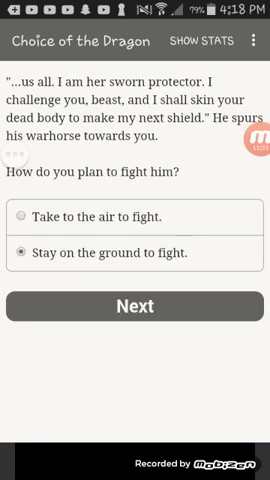 79% 4:18 PM
Choice of the Dragon SHOW STATS
"...us all. I am her sworn protector. I
challenge you, beast, and I shall skin your
dead body to make my next shield." He spurs
his warhorse towards you.
How do you plan to fight him?
Take to the air to fight.
Stay on the ground to fight.
Next
Recorded by MOBIZEN